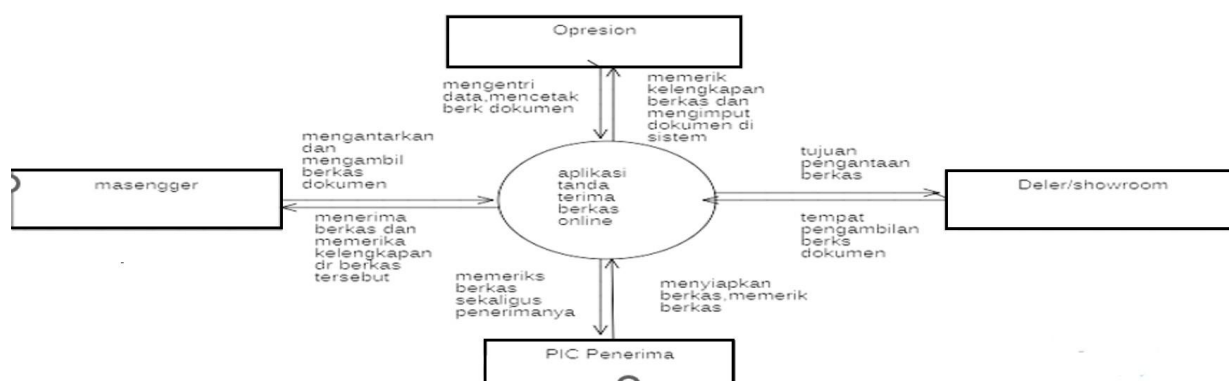 Opresion
mengentri
data,mencetak
berk dokumen
memerik
kelengkapan
berkas dan
mengimput
dokumen di
sistem
mengantarkan
dan
mengambil
berkas
dokumen
masengger
menerima
berkas dan
memerika
kelengkapan
dr berkas
tersebut
aplikasi
tanda
terima
berkas
online
tujuan
pengantaan
berkas
Deler/showroom
tempat
pengambilan
berks
dokumen
memeriks
berkas
sekaligus
penerimanya
menyiapkan
berkas,memerik
berkas
PIC Penerima